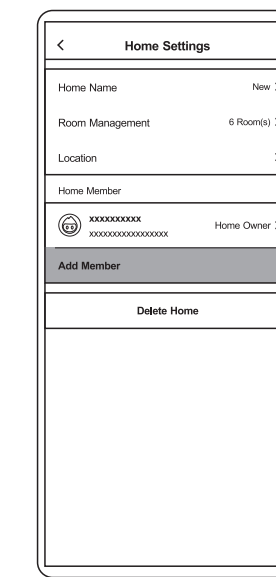 Home Settings
Home Name New
Room Management 6 Room(s)
Location
Home Member
xxxxxxxxxx
xxxxxxxxxxxxxxxxx
Home Owner
Add Member
Delete Home